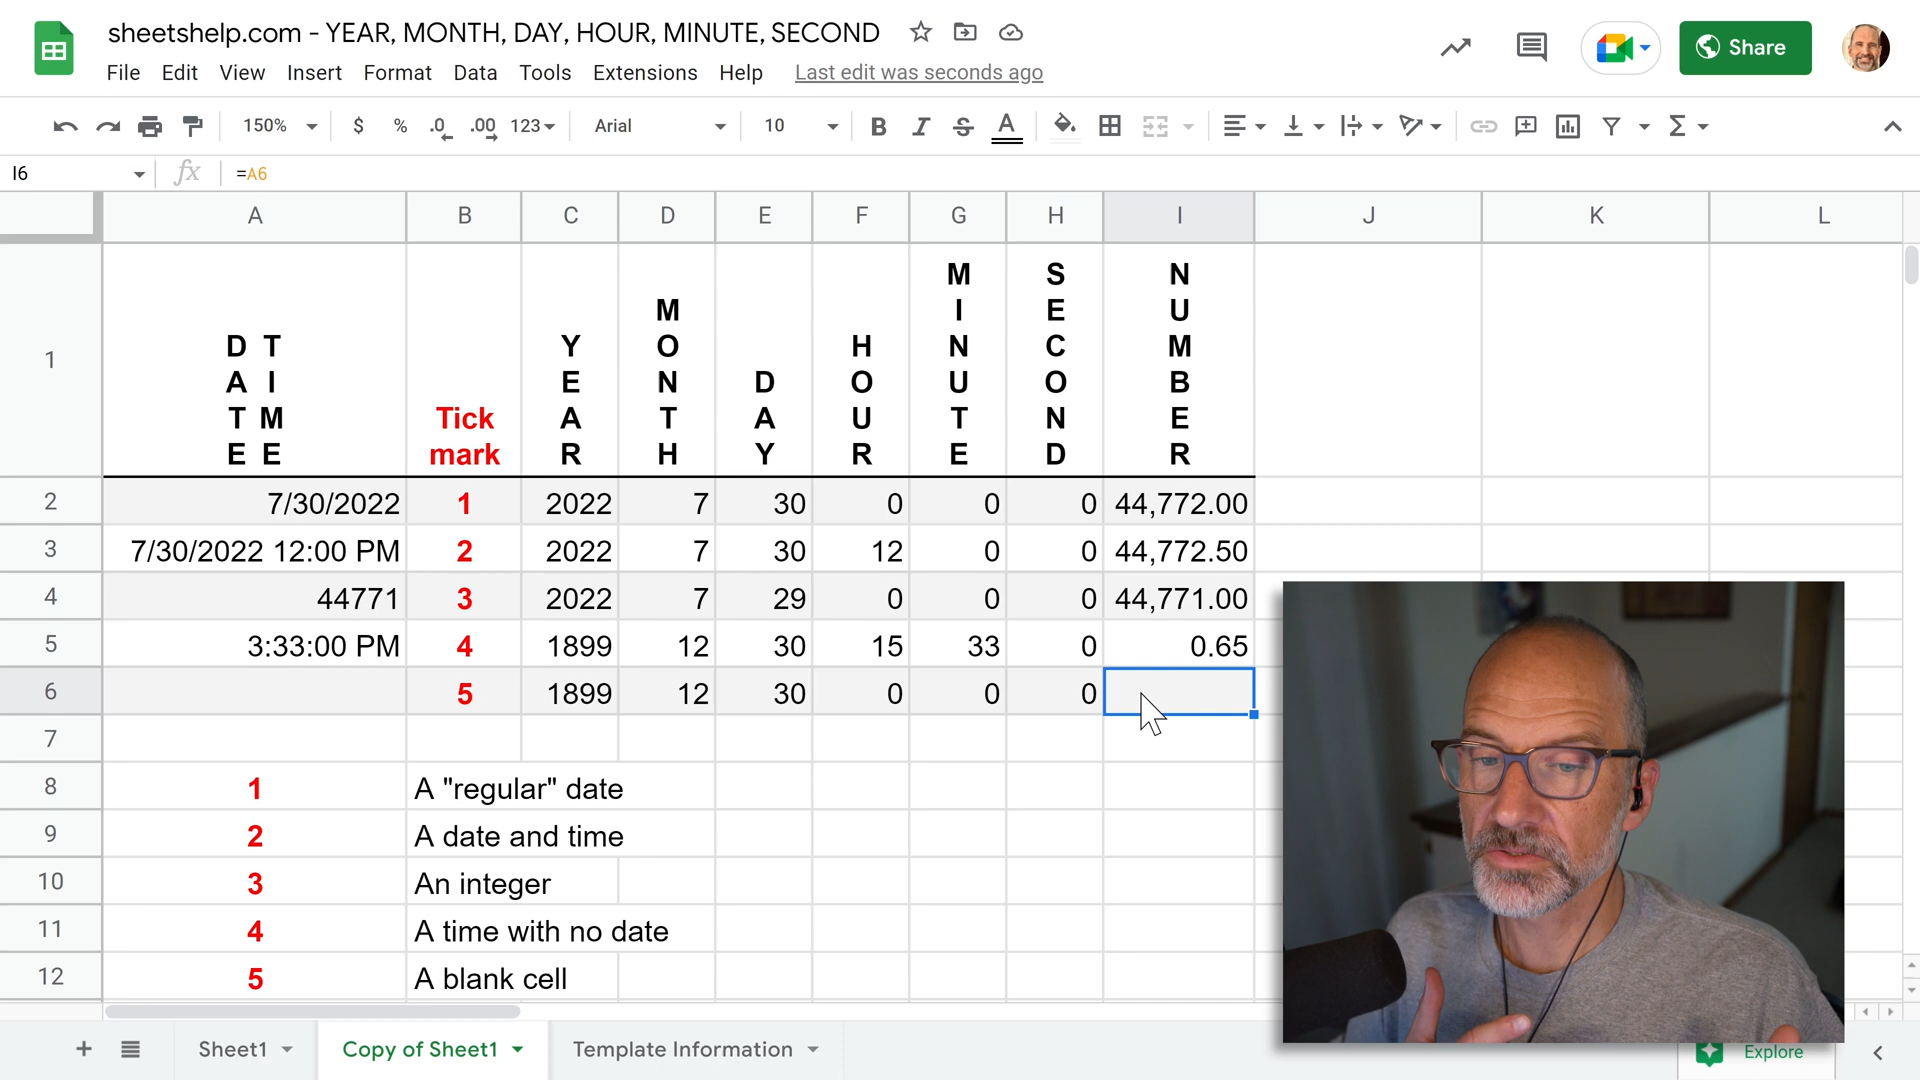 sheetshelp.com - YEAR, MONTH, DAY, HOUR, MINUTE, SECOND
File Edit View Insert Format Data Tools Extensions Help Last edit was seconds ago
Share
150% $ % .0 .00 123 Arial 10 B I S A
I6 fx =A6
A B C D E F G H I J K L
1 DATE TIME Tick mark YEAR MONTH DAY HOUR MINUTE SECOND NUMBER
2 7/30/2022 1 2022 7 30 0 0 0 44,772.00
3 7/30/2022 12:00 PM 2 2022 7 30 12 0 0 44,772.50
4 44771 3 2022 7 29 0 0 0 44,771.00
5 3:33:00 PM 4 1899 12 30 15 33 0 0.65
6 5 1899 12 30 0 0 0
7
8 1 A "regular" date
9 2 A date and time
10 3 An integer
11 4 A time with no date
12 5 A blank cell
Sheet1 Copy of Sheet1 Template Information Explore